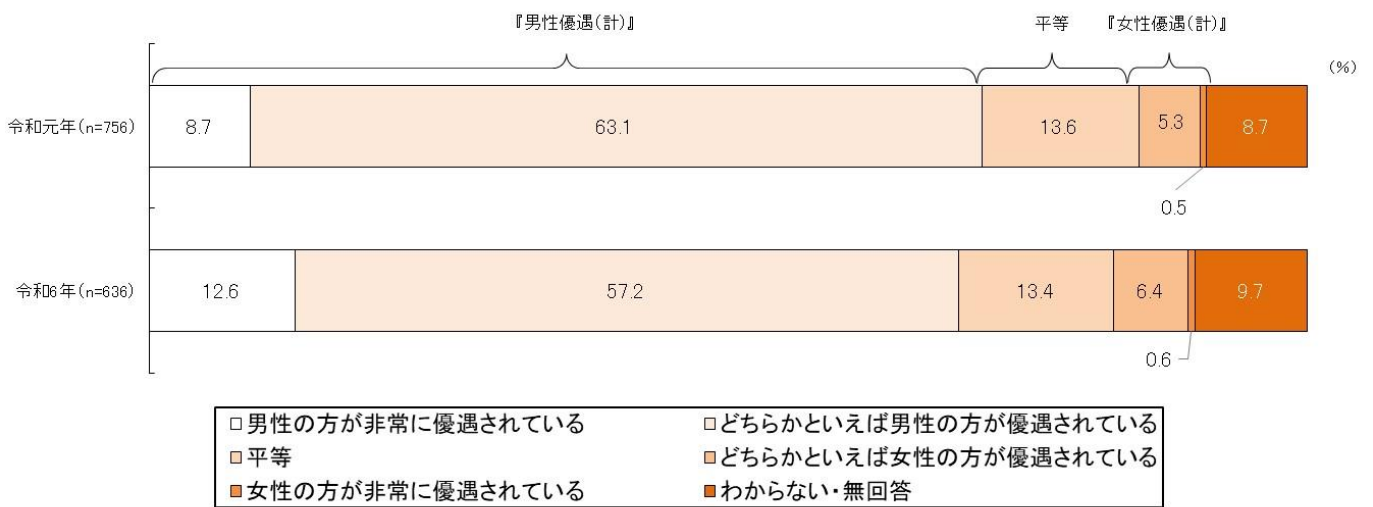 『男性優遇(計)』 平等 『女性優遇(計)』
(%)
令和元年(n=756) 8.7 63.1 13.6 5.3 8.7
0.5
令和6年(n=636) 12.6 57.2 13.4 6.4 9.7
0.6
男性の方が非常に優遇されている どちらかといえば男性の方が優遇されている
平等 どちらかといえば女性の方が優遇されている
女性の方が非常に優遇されている わからない・無回答